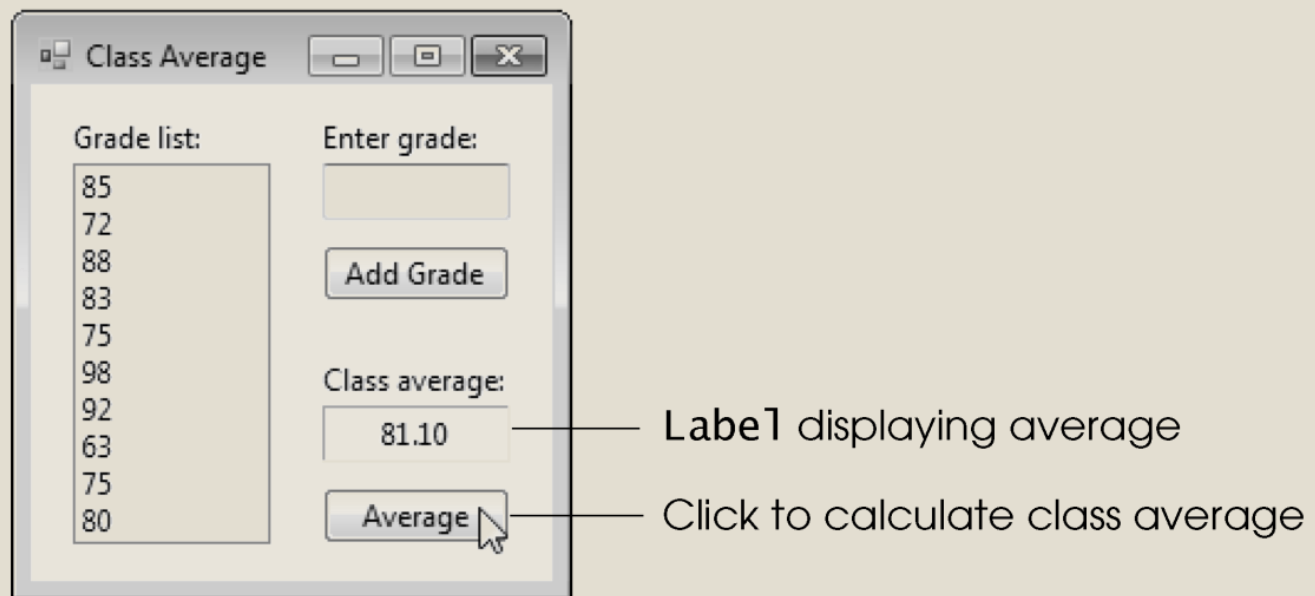 Class Average
Grade list:
85
72
88
83
75
98
92
63
75
80
Enter grade:
Add Grade
Class average:
81.10
Average
Label displaying average
Click to calculate class average